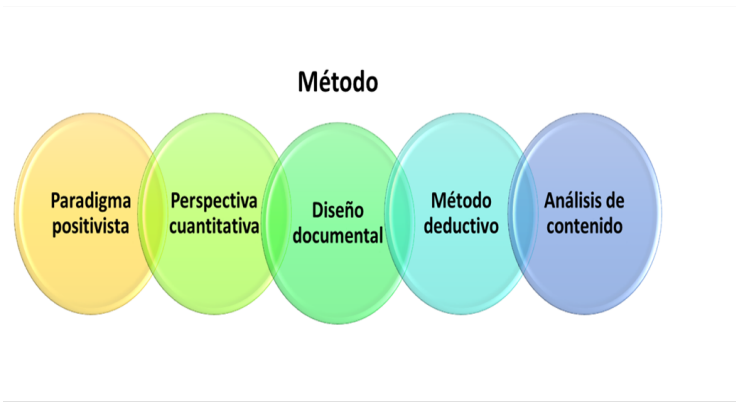 Método
Paradigma
positivista
Perspectiva
cuantitativa
Diseño
documental
Método
deductivo
Análisis de
contenido